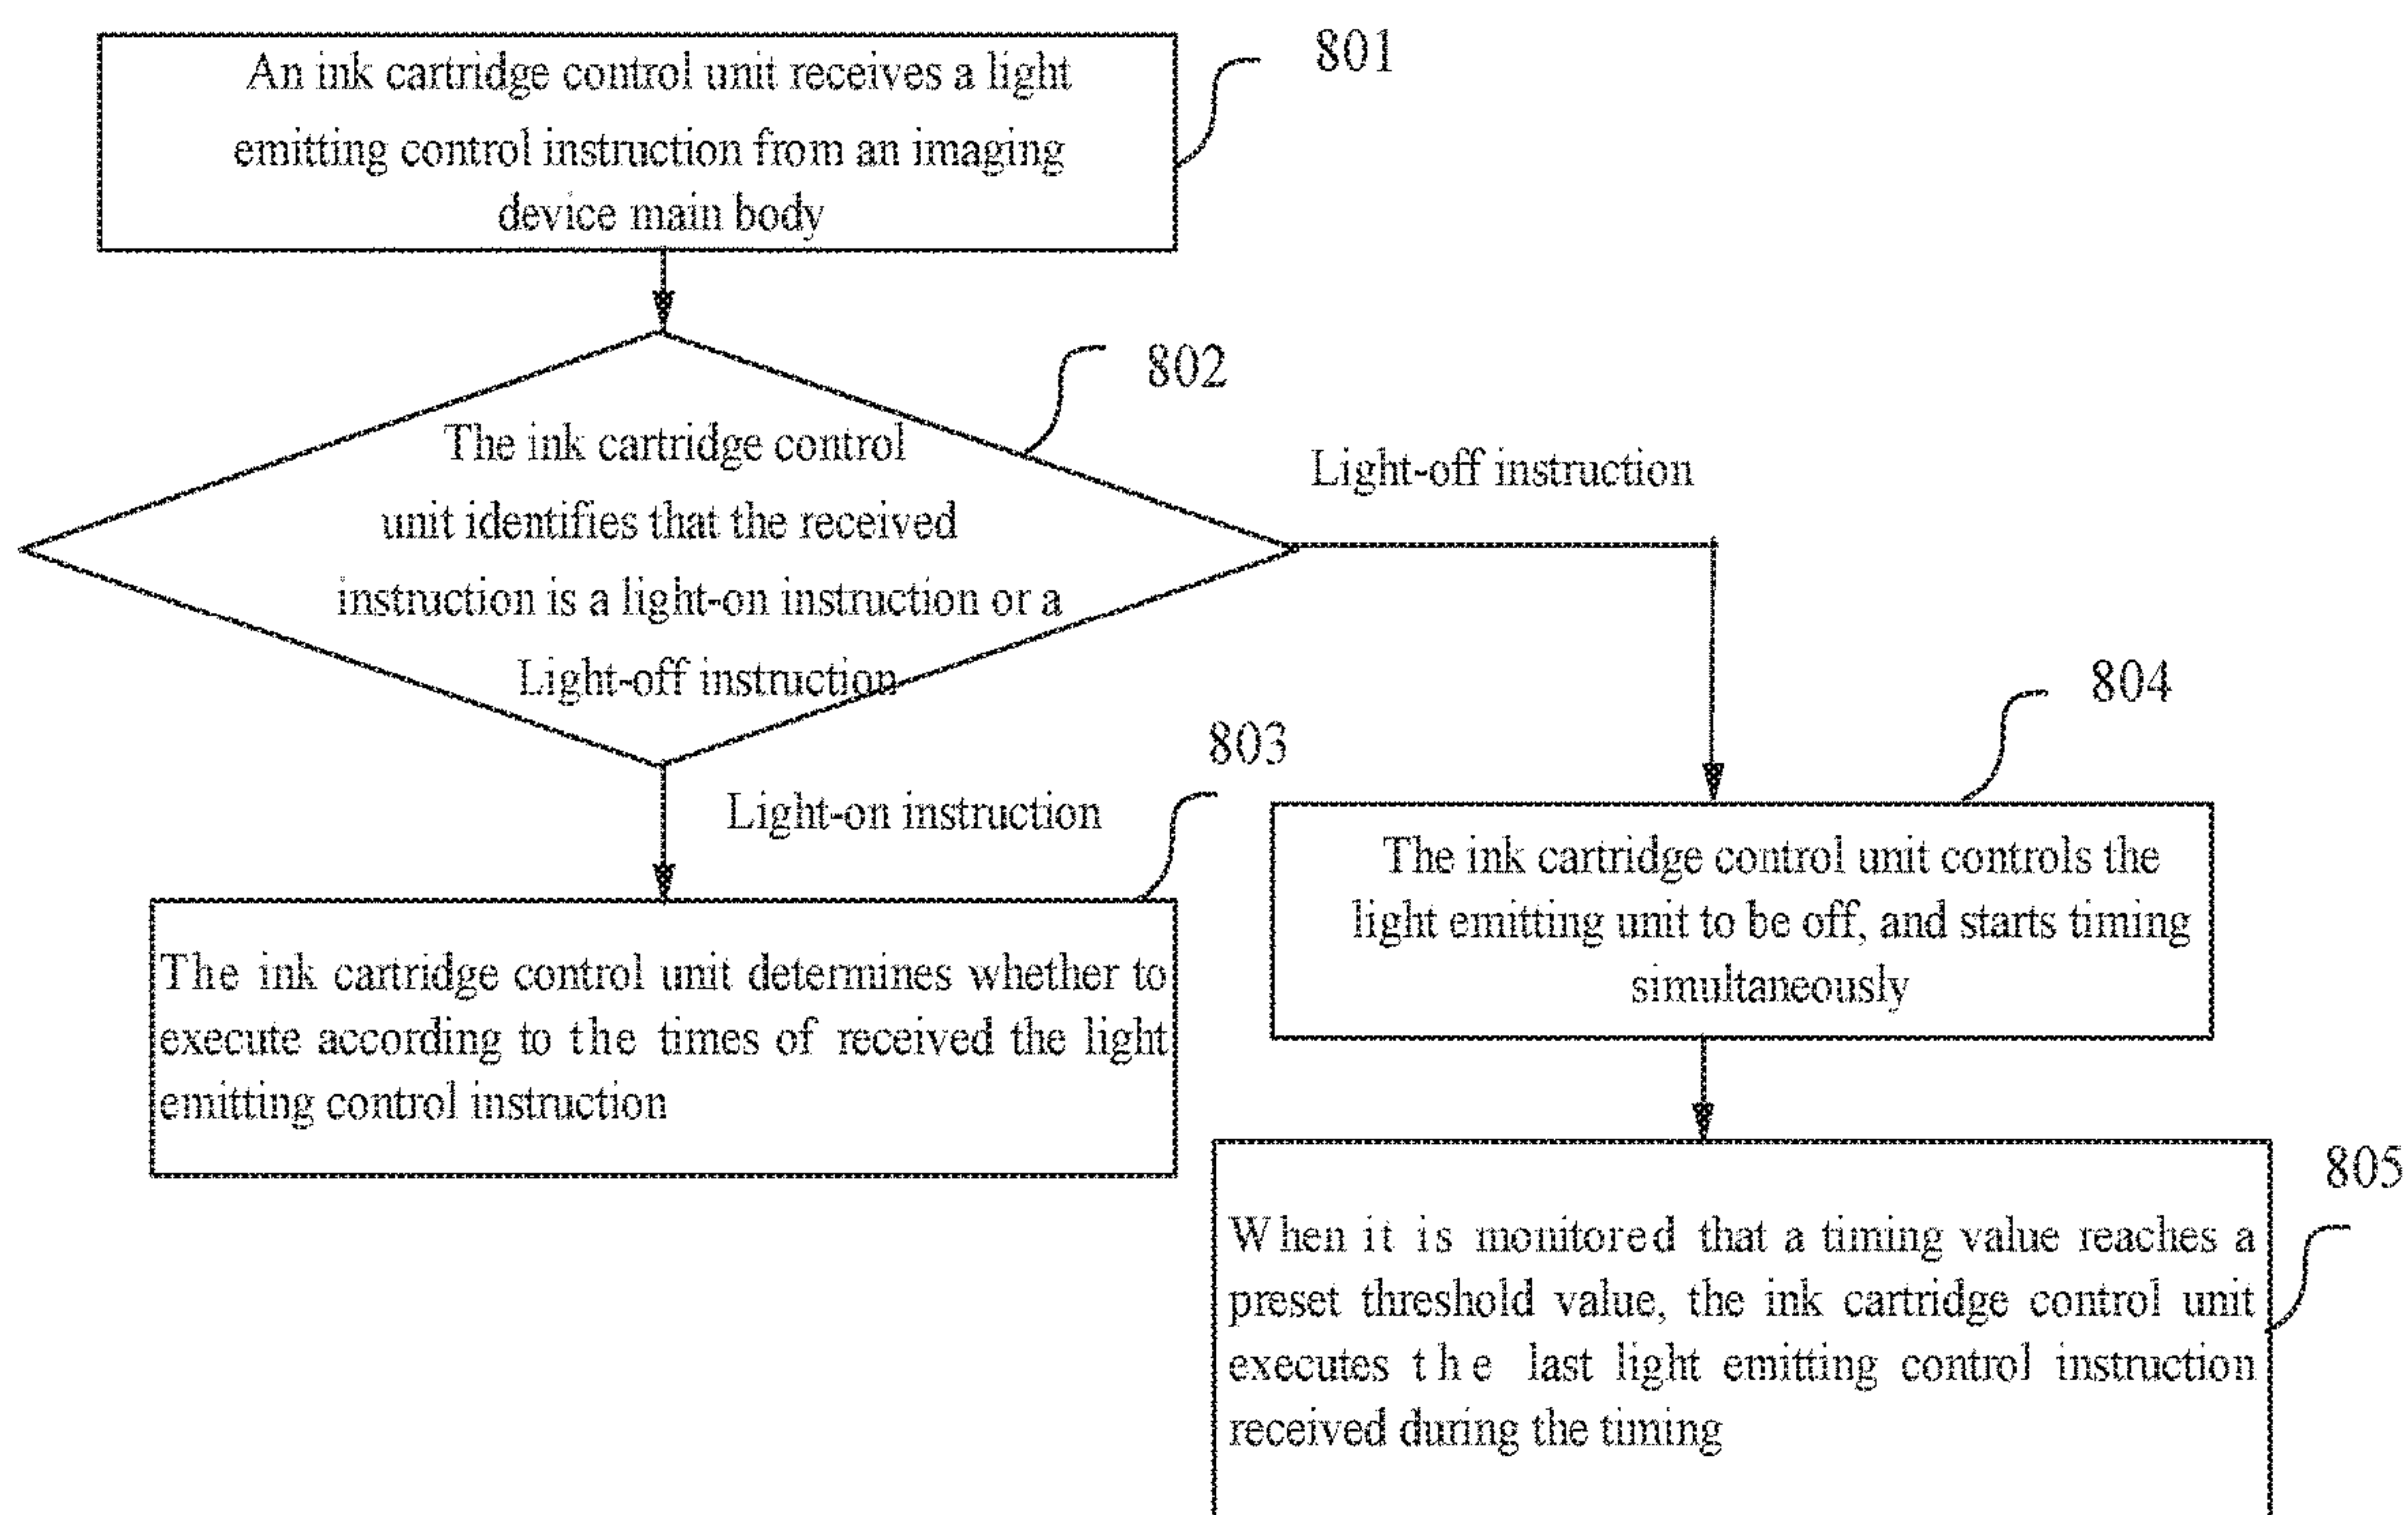 An ink cartridge control unit receives a light
emitting control instruction from an imaging
device main body
801
802
The ink cartridge control
unit identifies that the received
instruction is a light-on instruction or a
Light-off instruction
Light-off instruction
Light-on instruction
803
The ink cartridge control unit determines whether to
execute according to the times of received the light
emitting control instruction
804
The ink cartridge control unit controls the
light emitting unit to be off, and starts timing
simultaneously
805
When it is monitored that a timing value reaches a
preset threshold value, the ink cartridge control unit
executes the last light emitting control instruction
received during the timing